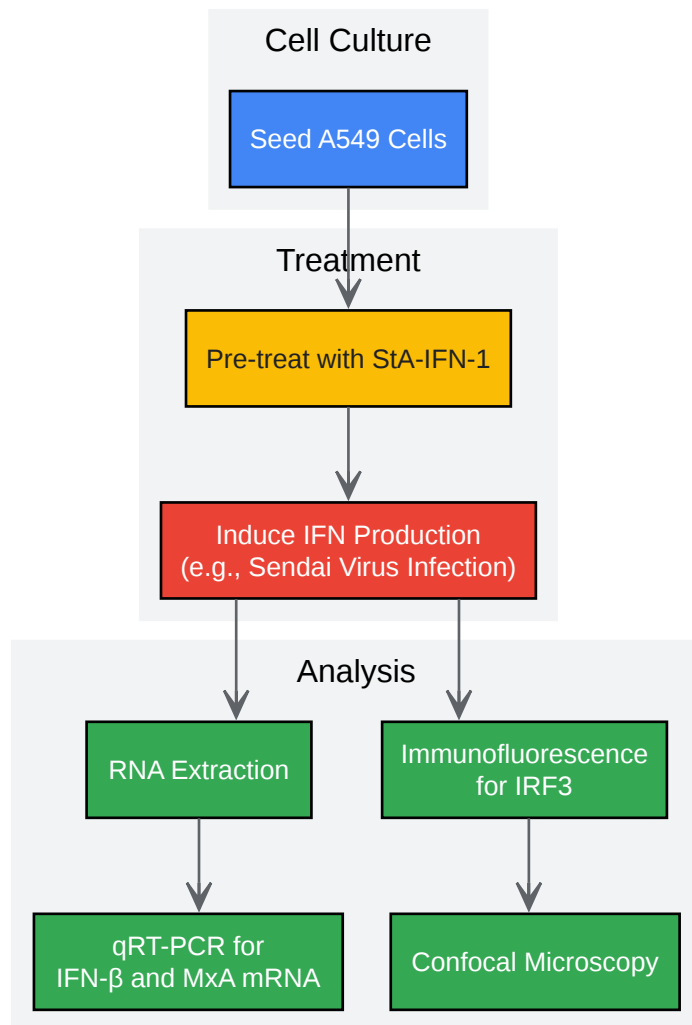 Cell Culture
Seed A549 Cells
Treatment
Pre-treat with StA-IFN-1
Induce IFN Production
(e.g., Sendai Virus Infection)
Analysis
RNA Extraction
Immunofluorescence
for IRF3
qRT-PCR for
IFN-β and MxA mRNA
Confocal Microscopy